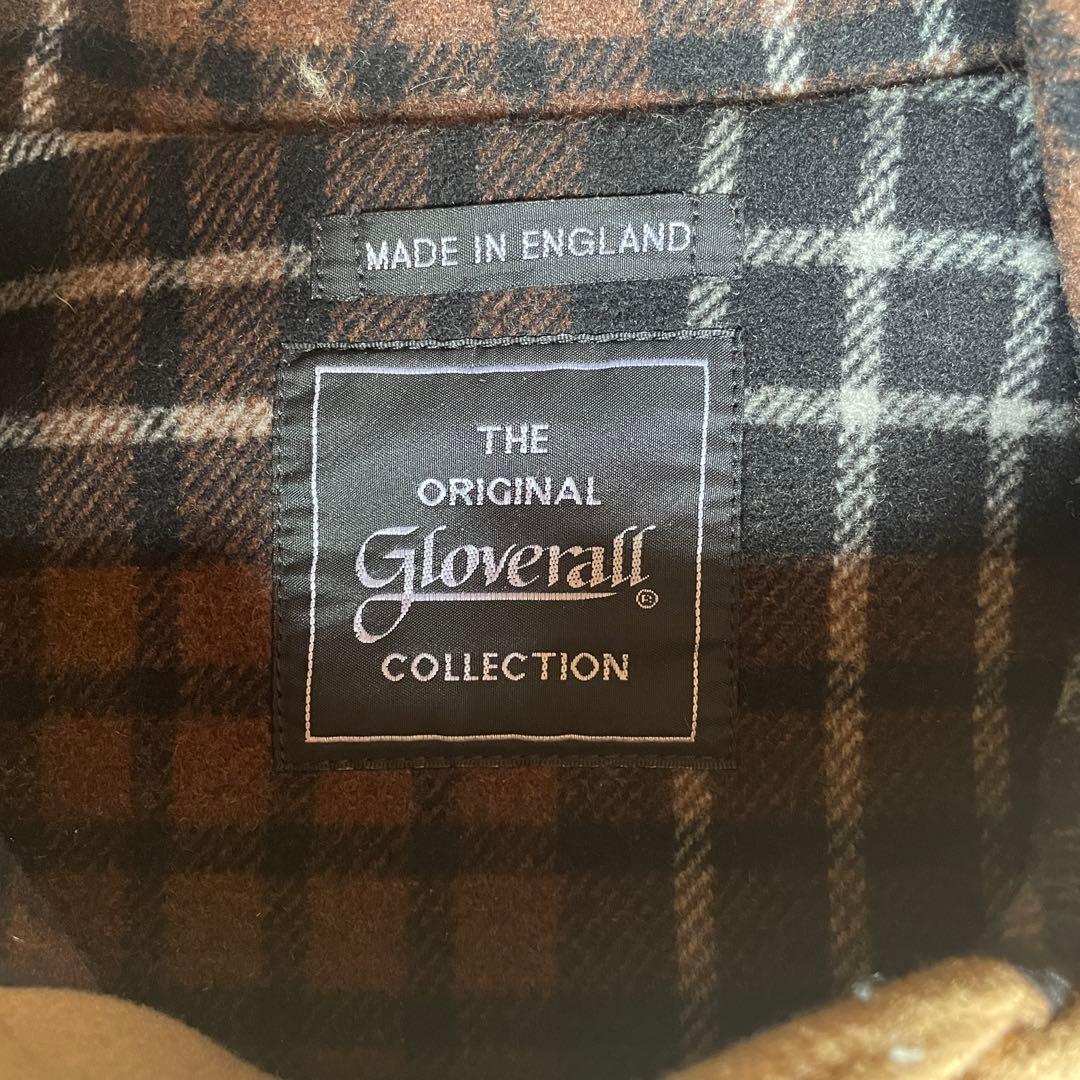 MADE IN ENGLAND
THE
ORIGINAL
Gloverall®
COLLECTION